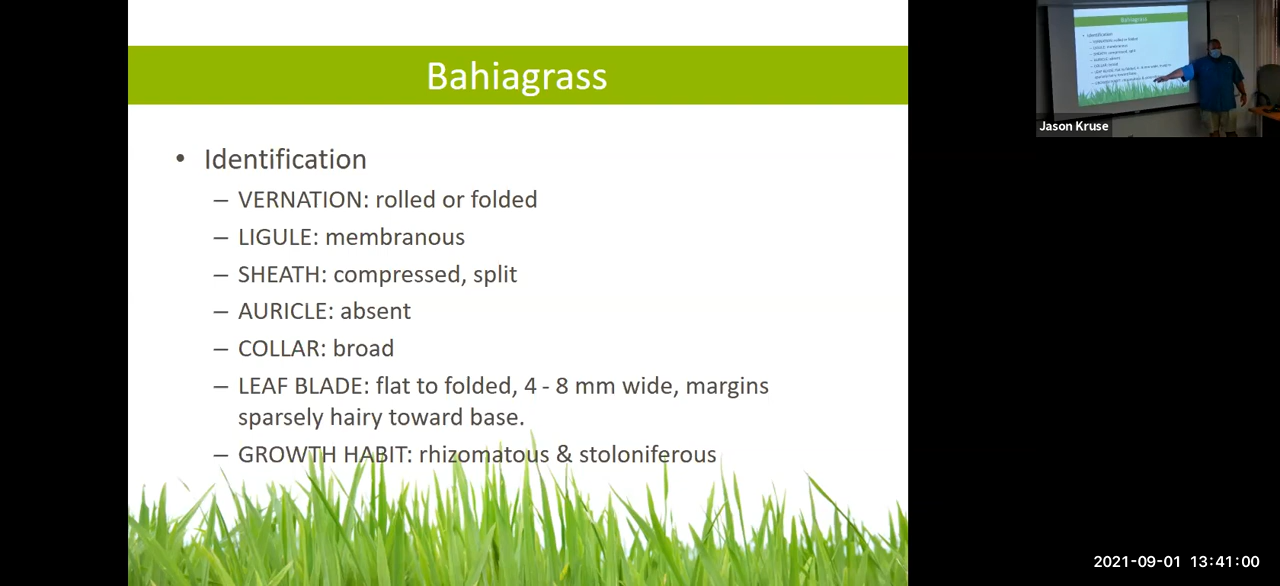 Bahiagrass
• Identification
– VERNATION: rolled or folded
– LIGULE: membranous
– SHEATH: compressed, split
– AURICLE: absent
– COLLAR: broad
– LEAF BLADE: flat to folded, 4 - 8 mm wide, margins
sparsely hairy toward base.
– GROWTH HABIT: rhizomatous & stoloniferous
Bahiagrass
Identification
Jason Kruse
2021-09-01 13:41:00